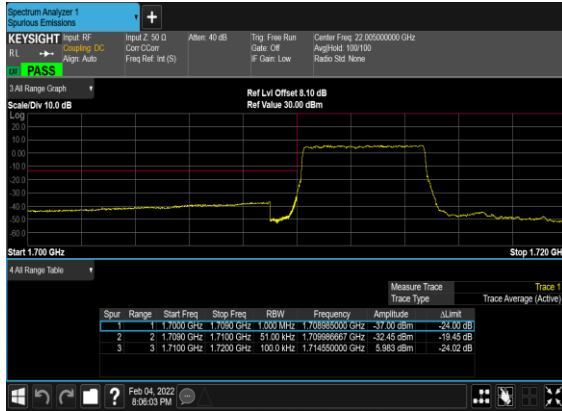 Spectrum Analyzer 1
Spurious Emissions
+
KEYSIGHT Input: RF Input Z: 50 Ω Atten: 40 dB Trig: Free Run Center Freq: 22.005000000 GHz
RL Coupling: DC Corr CCorr Gate: Off Avg|Hold: 100/100
Align: Auto Freq Ref: Int (S) IF Gain: Low Radio Std: None
PASS
3 All Range Graph
Ref Lvl Offset 8.10 dB
Scale/Div 10.0 dB Ref Value 30.00 dBm
Log
20.0
10.0
0.00
-10.0
-20.0
-30.0
-40.0
-50.0
-60.0
Start 1.700 GHz Stop 1.720 GH
4 All Range Table
Measure Trace Trace 1
Trace Type Trace Average (Active)
Spur Range Start Freq Stop Freq RBW Frequency Amplitude ΔLimit
1 1 1.7000 GHz 1.7090 GHz 1.000 MHz 1.708985000 GHz -37.00 dBm -24.00 dB
2 2 1.7090 GHz 1.7100 GHz 51.00 kHz 1.709986667 GHz -32.45 dBm -19.45 dB
3 3 1.7100 GHz 1.7200 GHz 100.0 kHz 1.714550000 GHz 5.983 dBm -24.02 dB
? Feb 04, 2022
8:06:03 PM